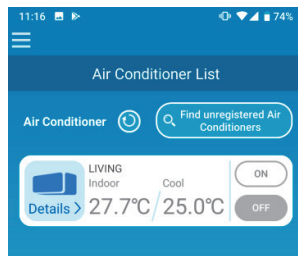 11:16 74%
Air Conditioner List
Air Conditioner
Find unregistered Air
Conditioners
LIVING
Indoor Cool
Details > 27.7℃ / 25.0℃
ON
OFF